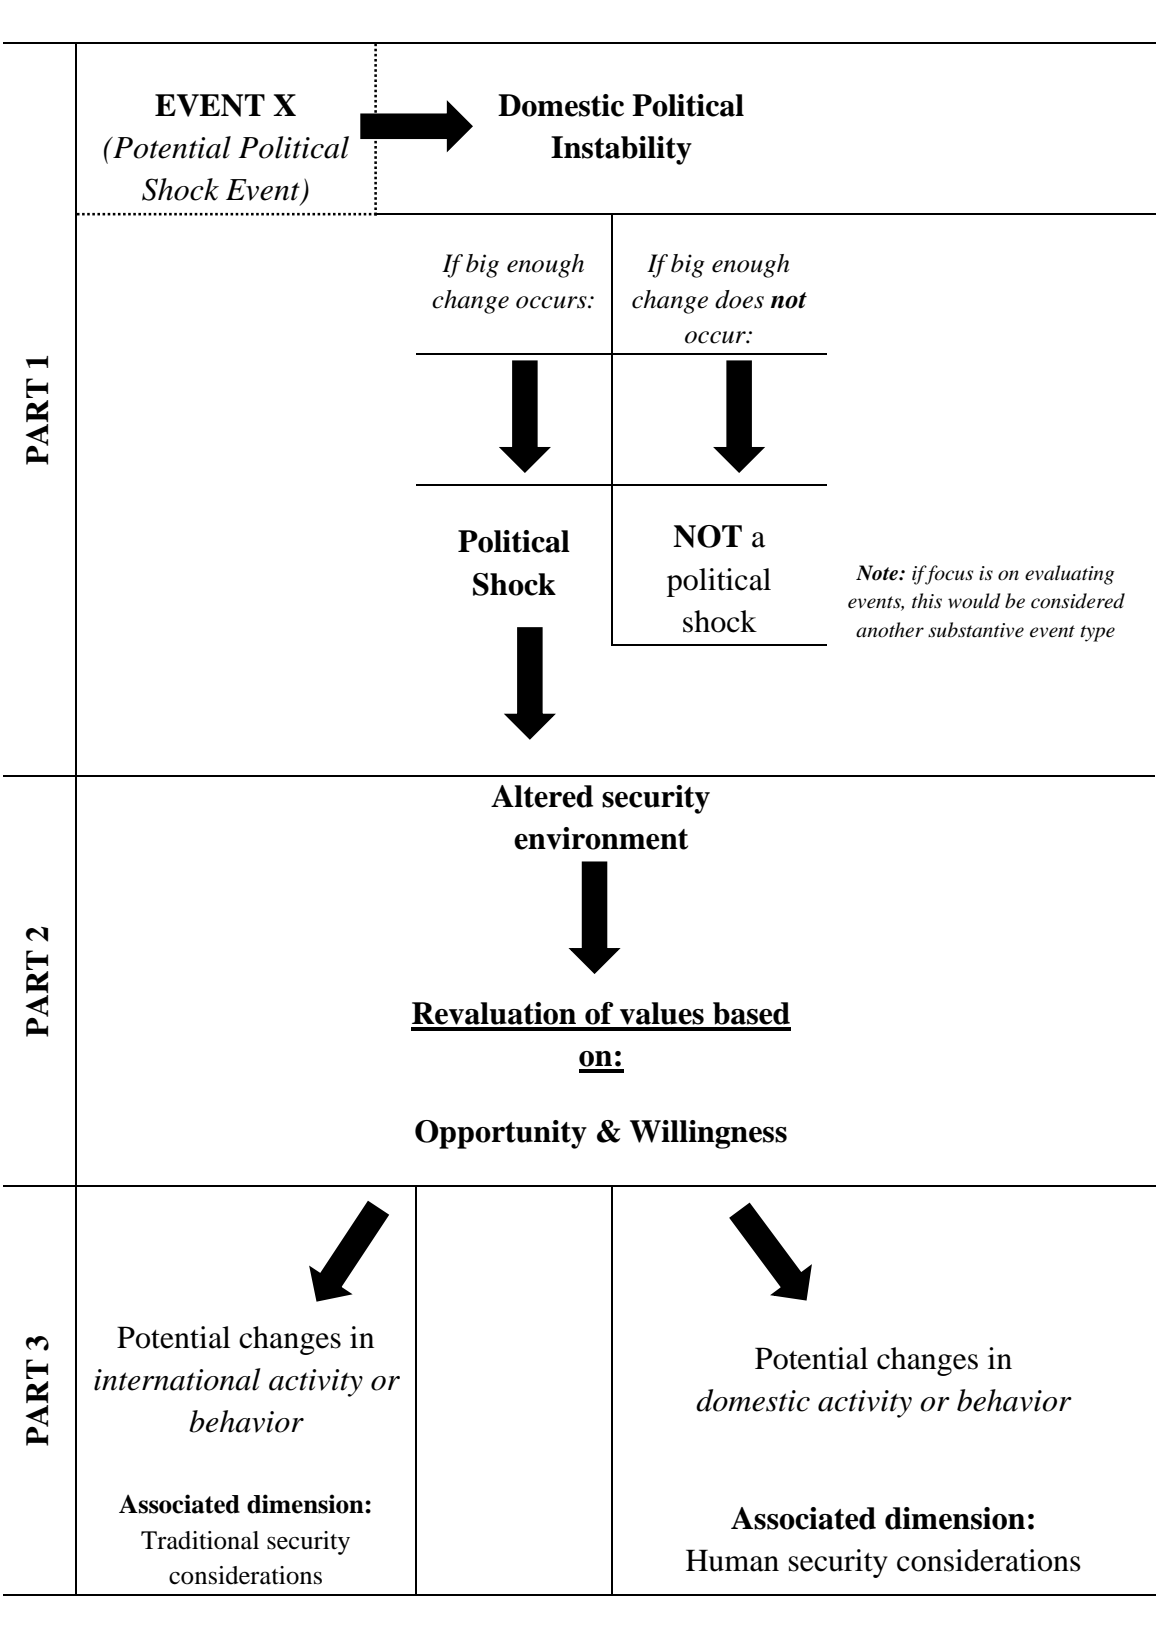 PART 1
EVENT X
(Potential Political
Shock Event)
Domestic Political
Instability
If big enough
change occurs:
If big enough
change does not
occur:
Political
Shock
NOT a
political
shock
Note: if focus is on evaluating
events, this would be considered
another substantive event type
PART 2
Altered security
environment
Revaluation of values based
on:
Opportunity & Willingness
PART 3
Potential changes in
international activity or
behavior
Associated dimension:
Traditional security
considerations
Potential changes in
domestic activity or behavior
Associated dimension:
Human security considerations